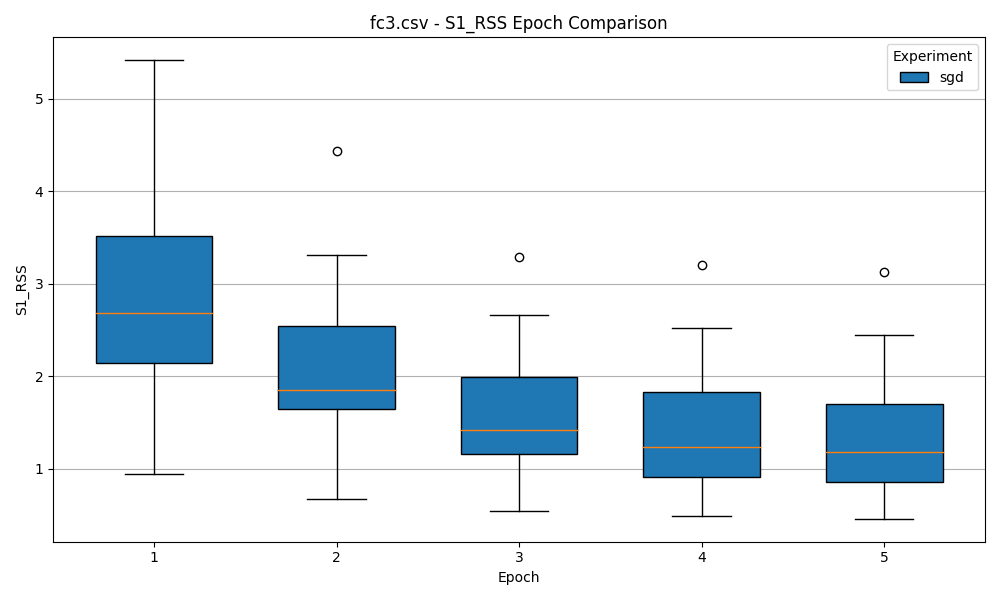 fc3.csv - S1_RSS Epoch Comparison
Experiment
sgd
S1_RSS
5
4
3
2
1
1 2 3 4 5
Epoch